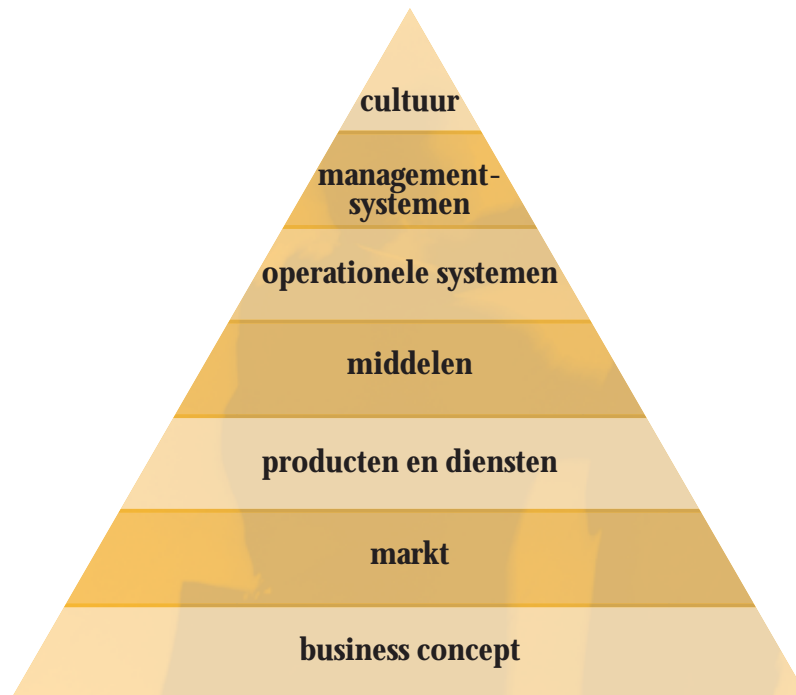 cultuur
management-
systemen
operationele systemen
middelen
producten en diensten
markt
business concept